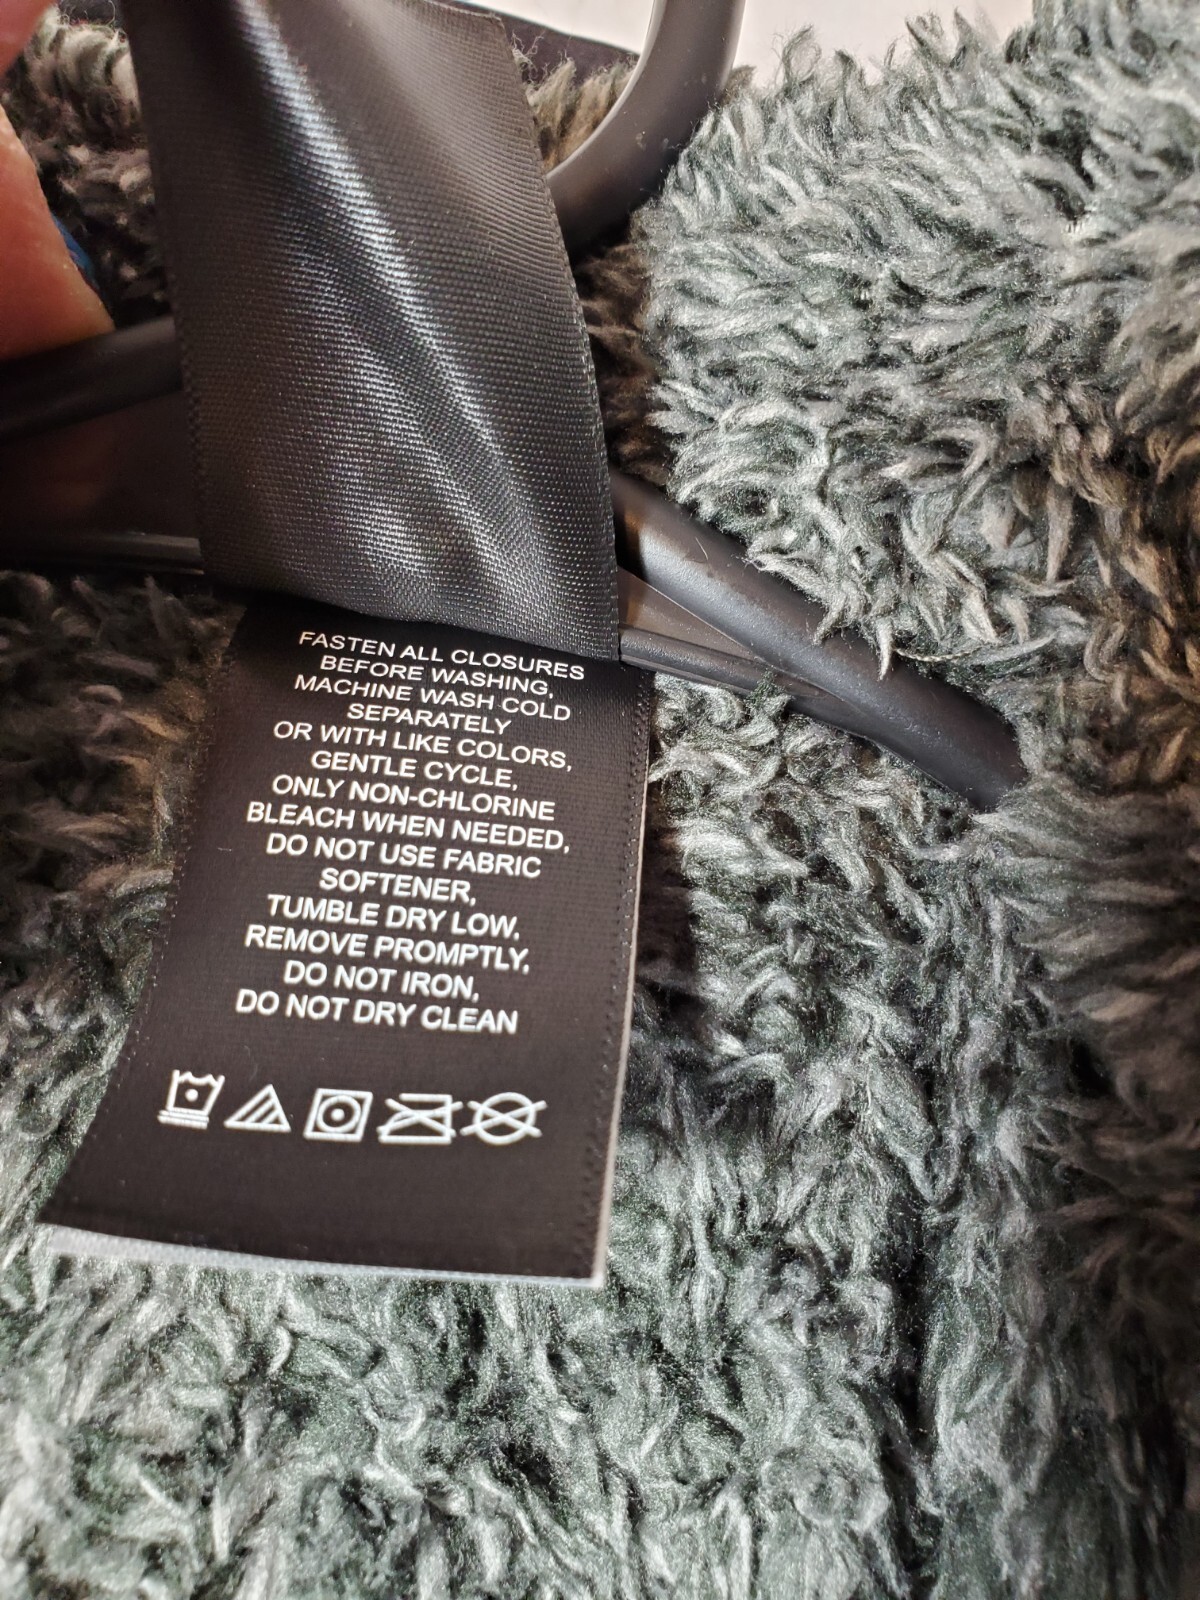 FASTEN ALL CLOSURES
BEFORE WASHING,
MACHINE WASH COLD
SEPARATELY
OR WITH LIKE COLORS,
GENTLE CYCLE,
ONLY NON-CHLORINE
BLEACH WHEN NEEDED,
DO NOT USE FABRIC
SOFTENER,
TUMBLE DRY LOW,
REMOVE PROMPTLY,
DO NOT IRON,
DO NOT DRY CLEAN